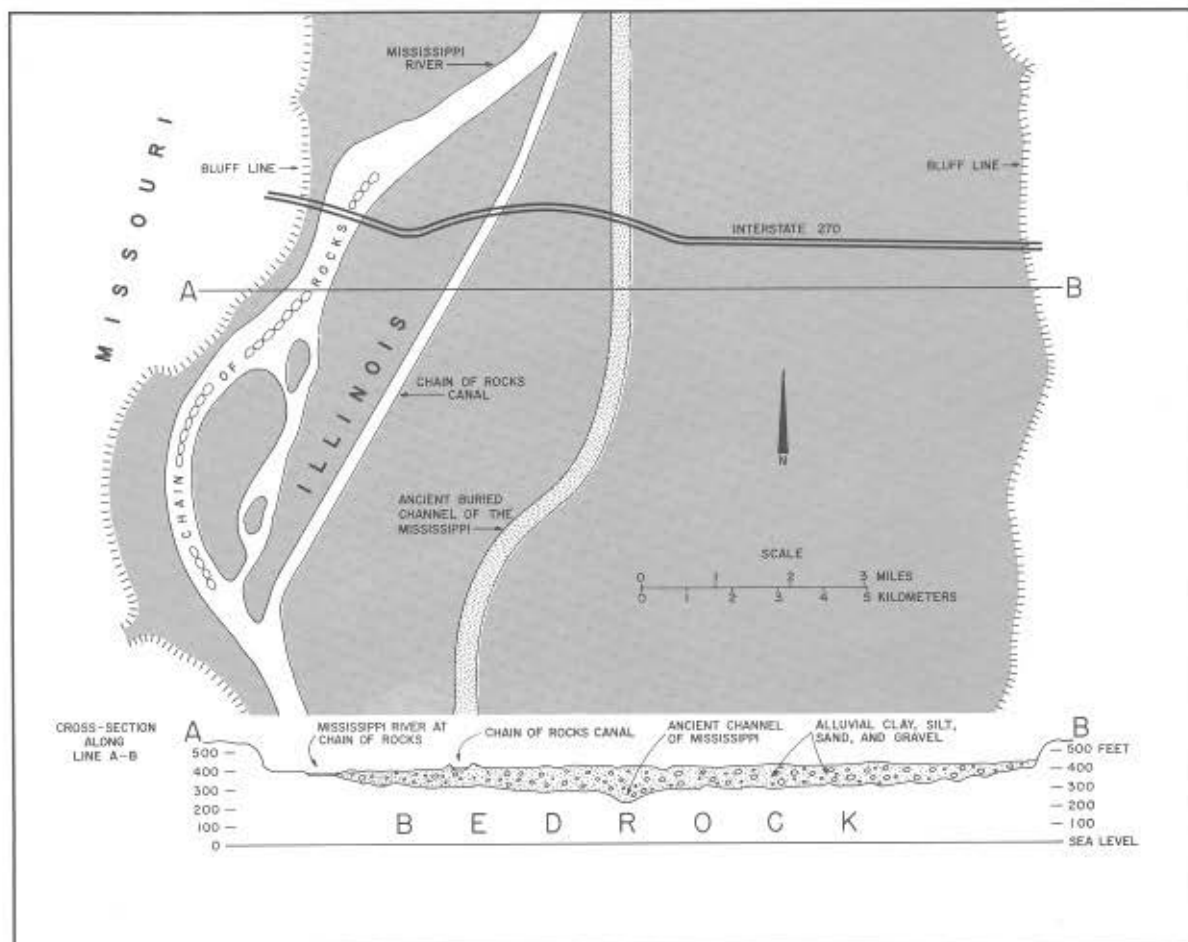 MISSISSIPPI
RIVER
MISSOURI
BLUFF LINE
BLUFF LINE
INTERSTATE 270
A
B
CHAIN OF ROCKS
ILLINOIS
CHAIN OF ROCKS
CANAL
N
ANCIENT BURIED
CHANNEL OF THE
MISSISSIPPI
SCALE
0 1 2 3 MILES
0 1 2 3 4 5 KILOMETERS
CROSS-SECTION
ALONG
LINE A-B
A
MISSISSIPPI RIVER AT
CHAIN OF ROCKS
CHAIN OF ROCKS CANAL
ANCIENT CHANNEL
OF MISSISSIPPI
ALLUVIAL CLAY, SILT,
SAND, AND GRAVEL
B
500
400
300
200
100
0
500 FEET
400
300
200
100
SEA LEVEL
BEDROCK